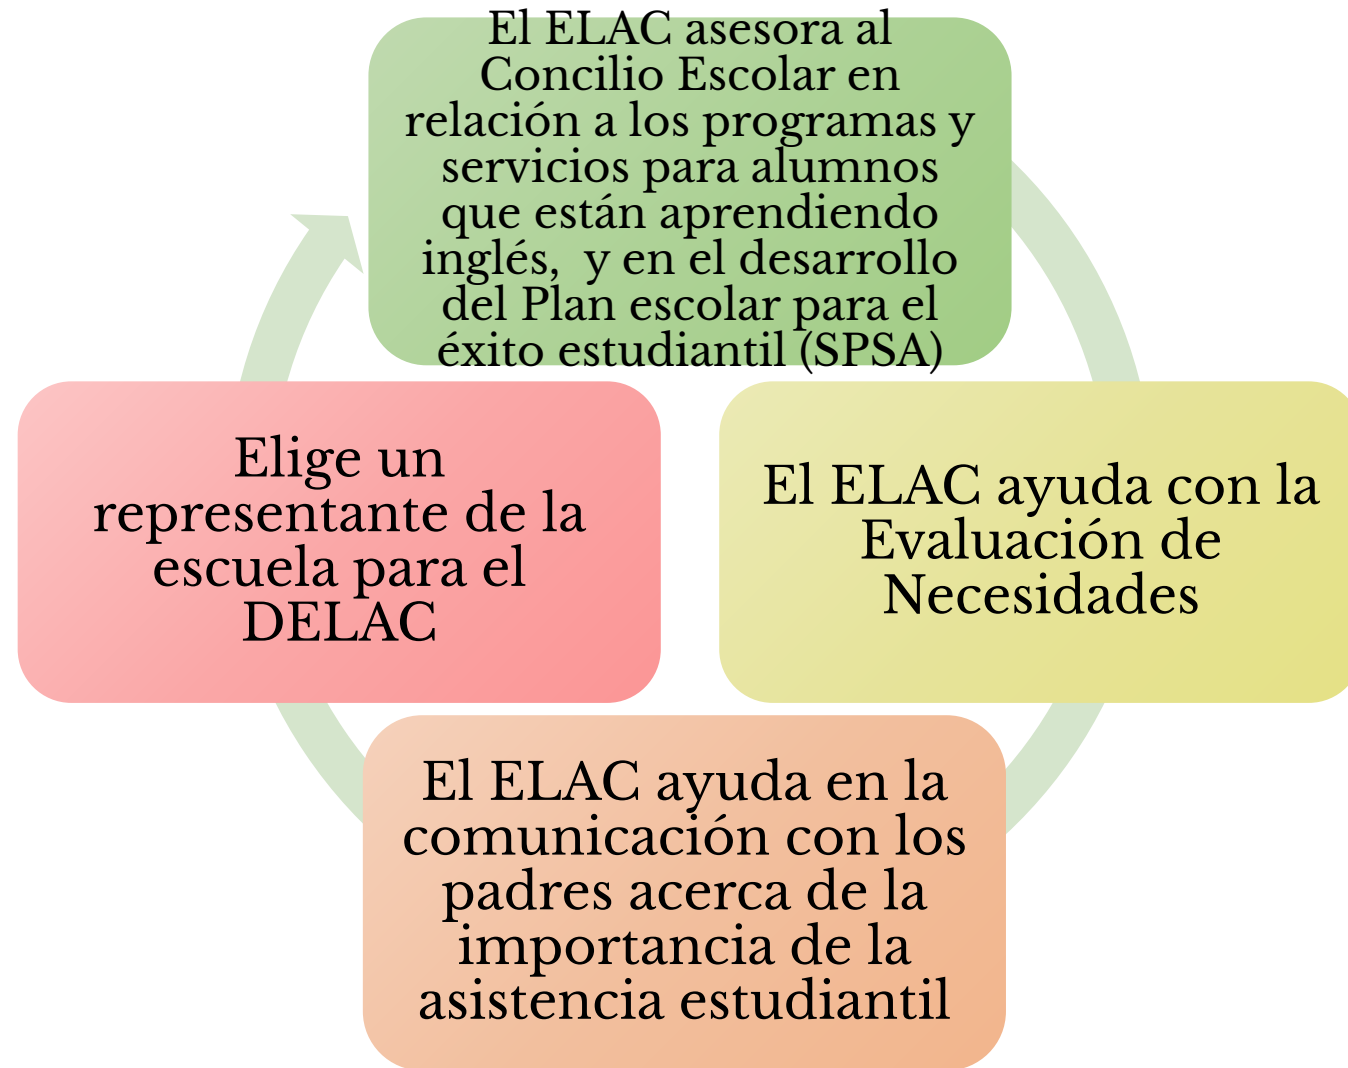 El ELAC asesora al
Concilio Escolar en
relación a los programas y
servicios para alumnos
que están aprendiendo
inglés,  y en el desarrollo
del Plan escolar para el
éxito estudiantil (SPSA)
Elige un
representante de la
escuela para el
DELAC
El ELAC ayuda con la
Evaluación de
Necesidades
El ELAC ayuda en la
comunicación con los
padres acerca de la
importancia de la
asistencia estudiantil